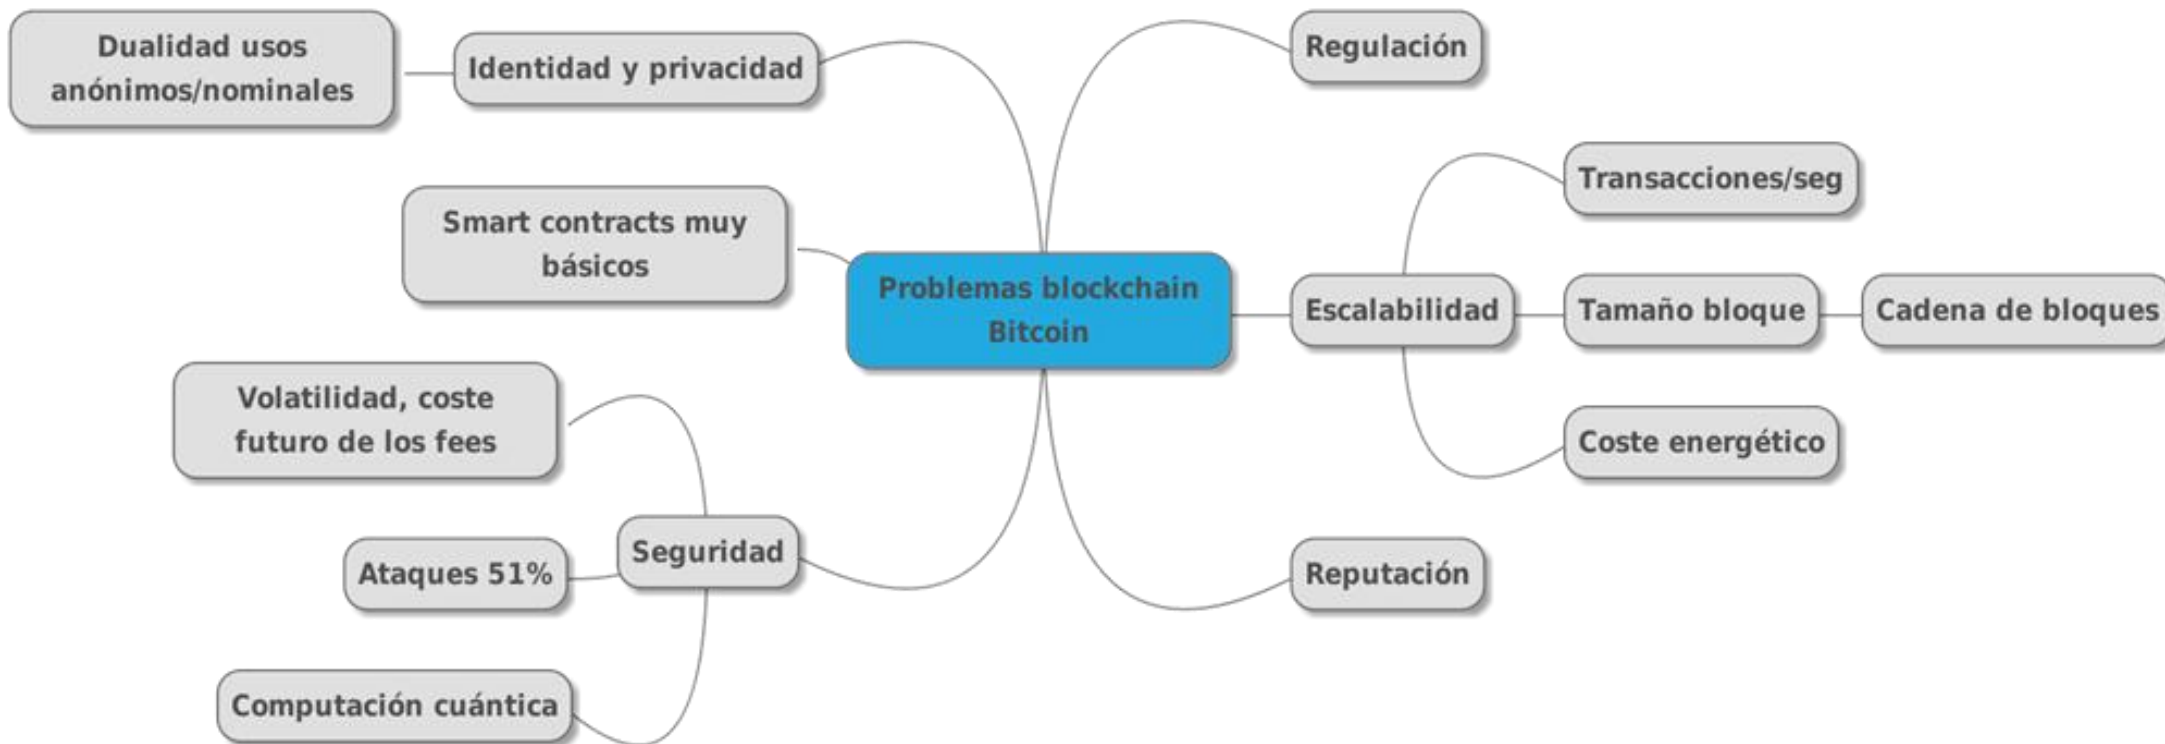 Dualidad usos
anónimos/nominales
Identidad y privacidad
Regulación
Smart contracts muy
básicos
Transacciones/seg
Problemas blockchain
Bitcoin
Escalabilidad
Tamaño bloque
Cadena de bloques
Volatilidad, coste
futuro de los fees
Coste energético
Seguridad
Ataques 51%
Reputación
Computación cuántica